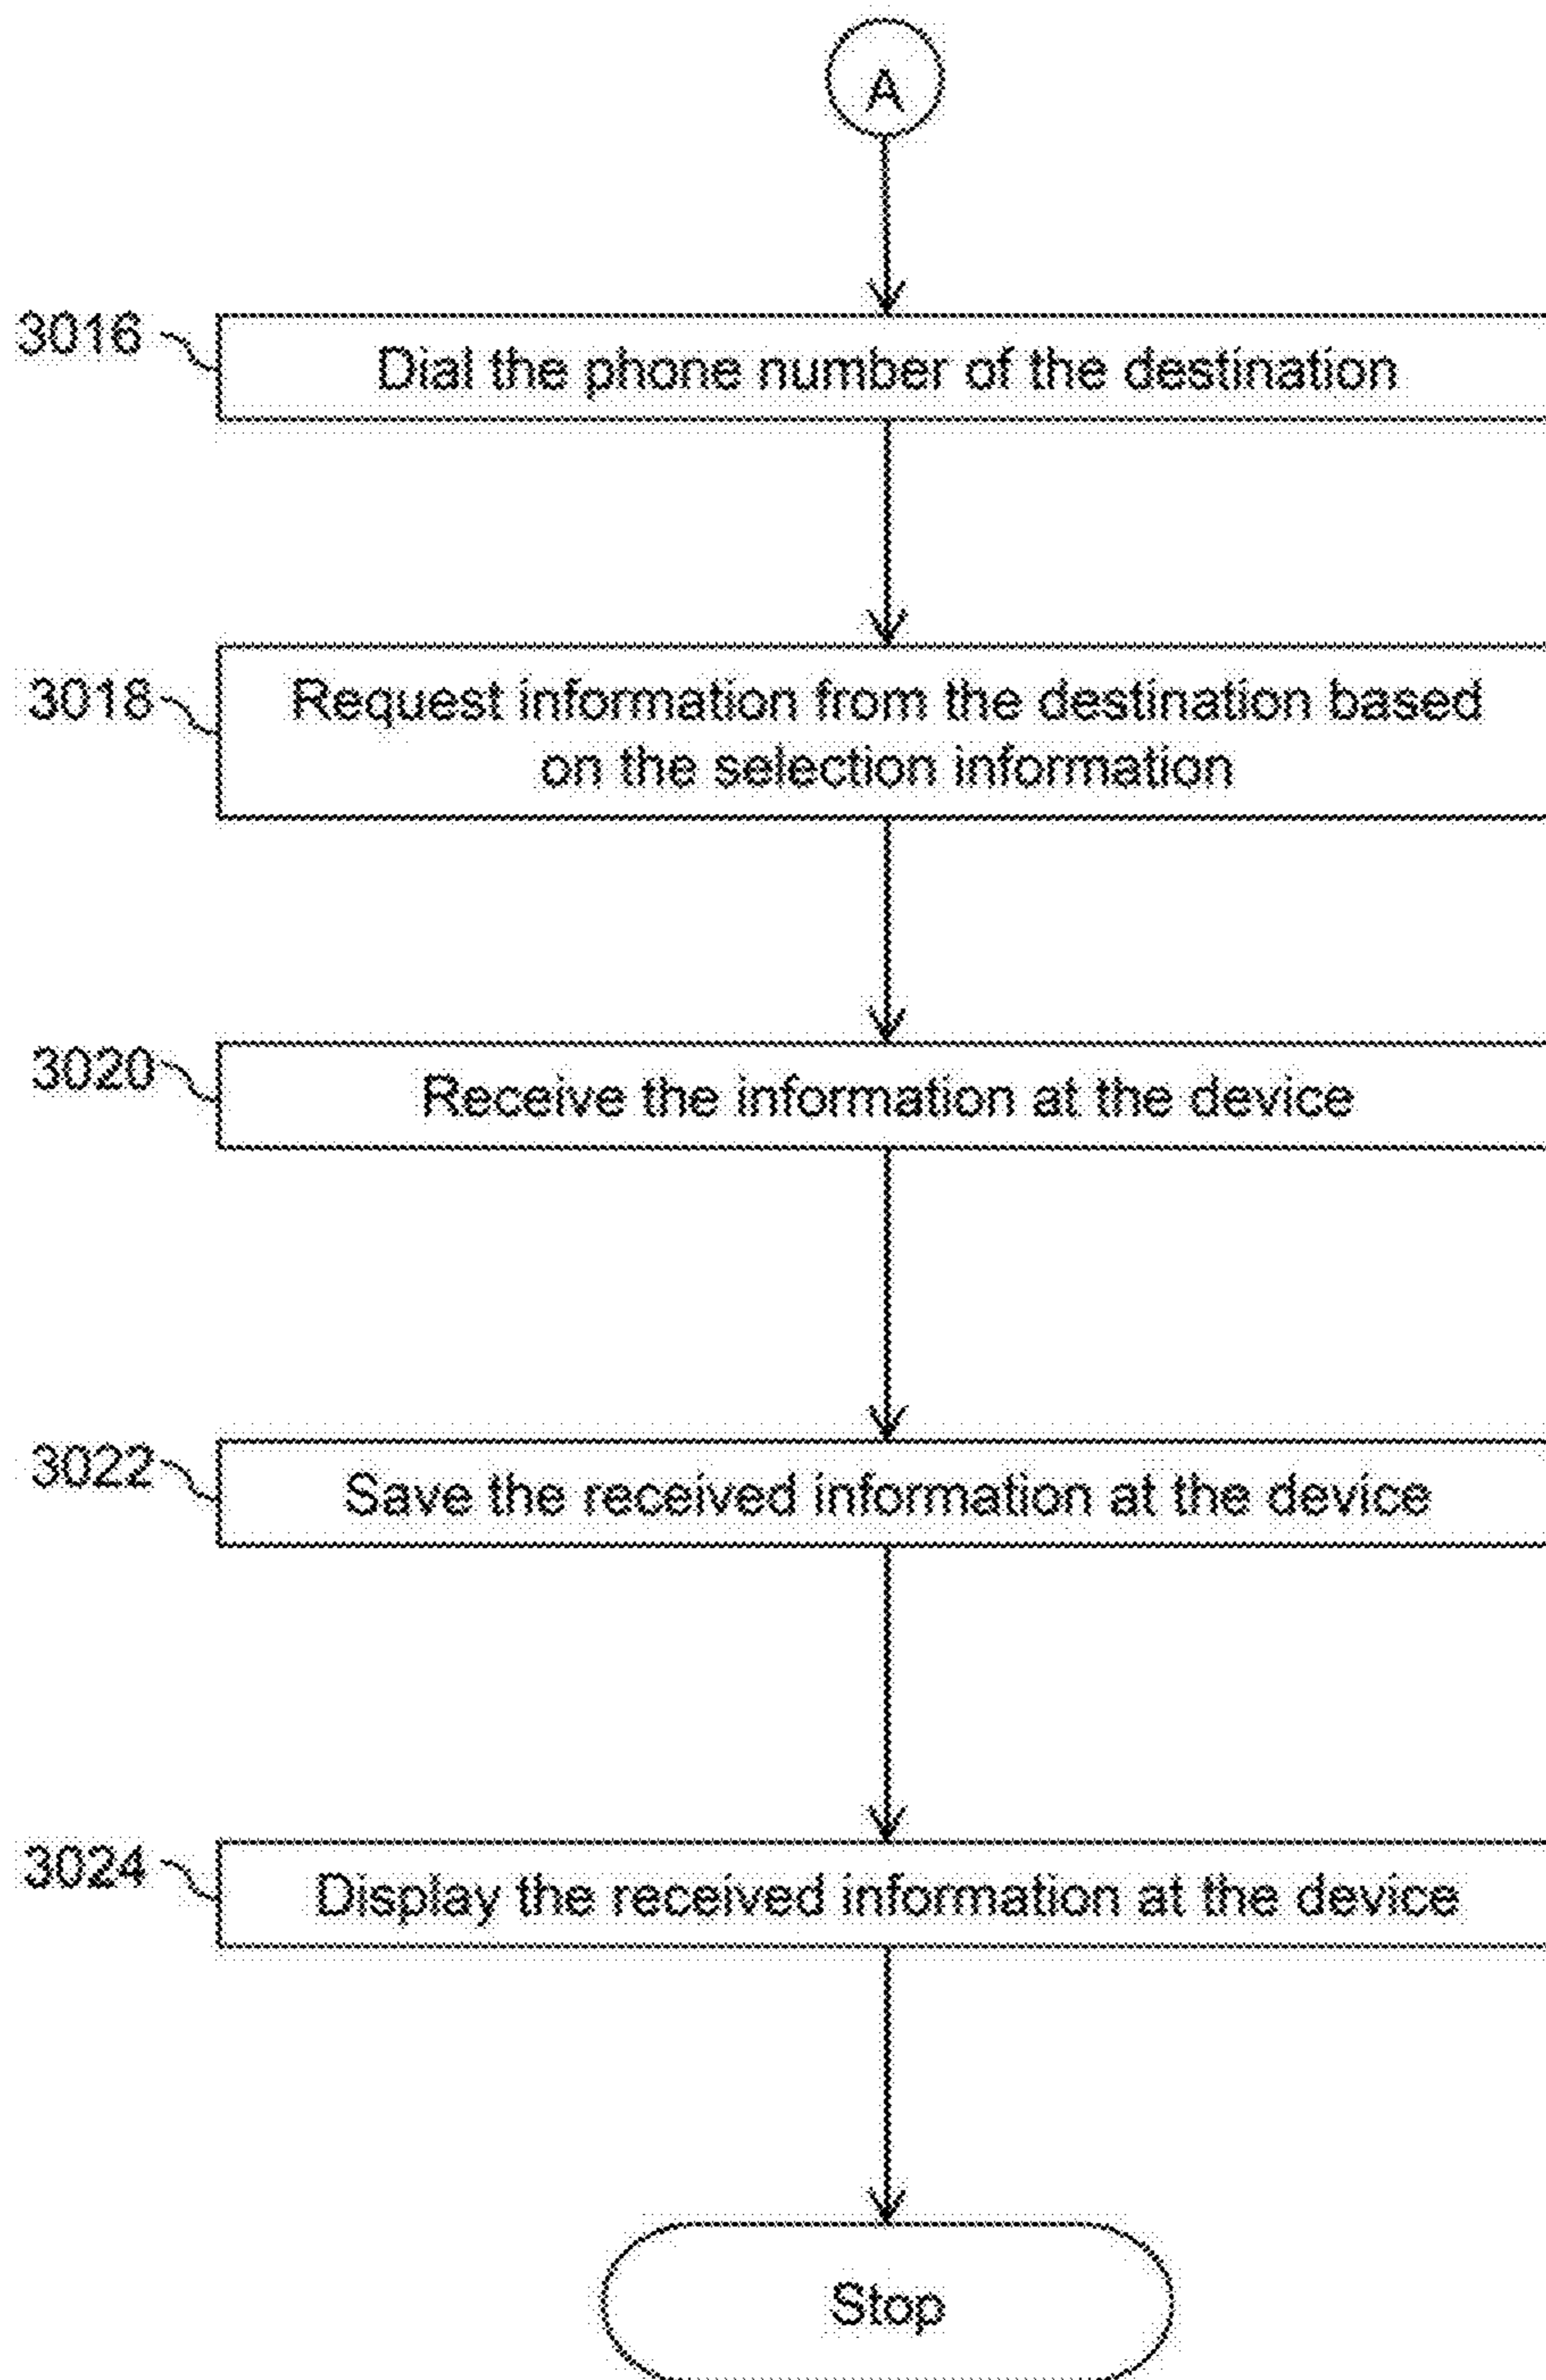 A
3016
Dial the phone number of the destination
3018
Request information from the destination based
on the selection information
3020
Receive the information at the device
3022
Save the received information at the device
3024
Display the received information at the device
Stop